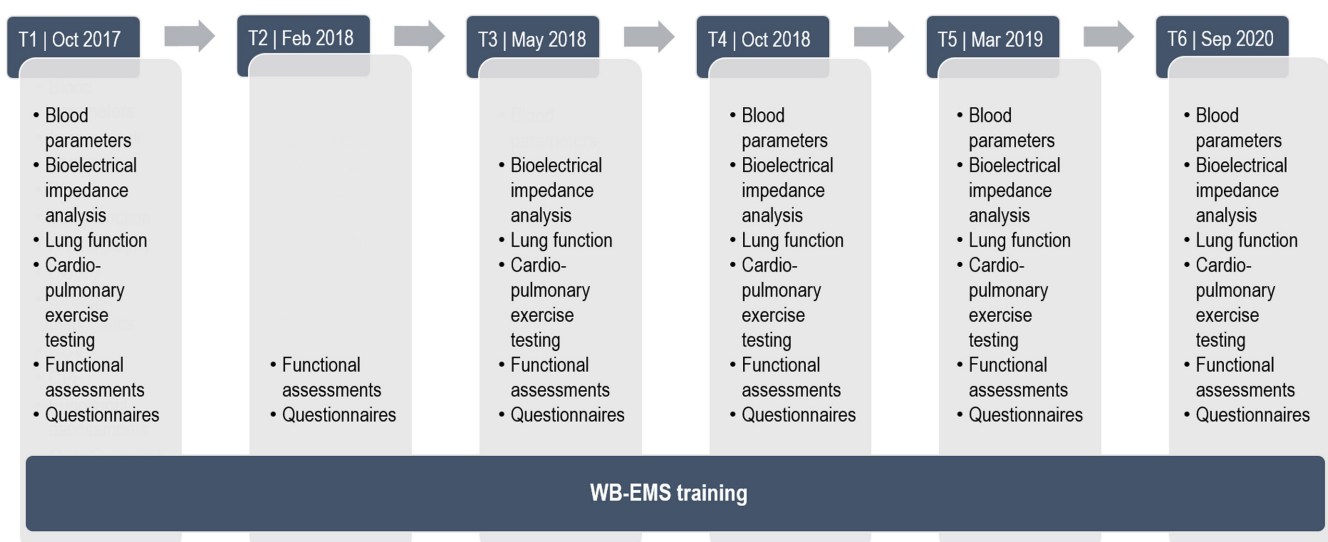 T1 | Oct 2017
T2 | Feb 2018
T3 | May 2018
T4 | Oct 2018
T5 | Mar 2019
T6 | Sep 2020
• Blood
parameters
• Bioelectrical
impedance
analysis
• Lung function
• Cardio-
pulmonary
exercise
testing
• Functional
assessments
• Questionnaires
• Functional
assessments
• Questionnaires
• Bioelectrical
impedance
analysis
• Lung function
• Cardio-
pulmonary
exercise
testing
• Functional
assessments
• Questionnaires
• Blood
parameters
• Bioelectrical
impedance
analysis
• Lung function
• Cardio-
pulmonary
exercise
testing
• Functional
assessments
• Questionnaires
• Blood
parameters
• Bioelectrical
impedance
analysis
• Lung function
• Cardio-
pulmonary
exercise
testing
• Functional
assessments
• Questionnaires
• Blood
parameters
• Bioelectrical
impedance
analysis
• Lung function
• Cardio-
pulmonary
exercise
testing
• Functional
assessments
• Questionnaires
WB-EMS training